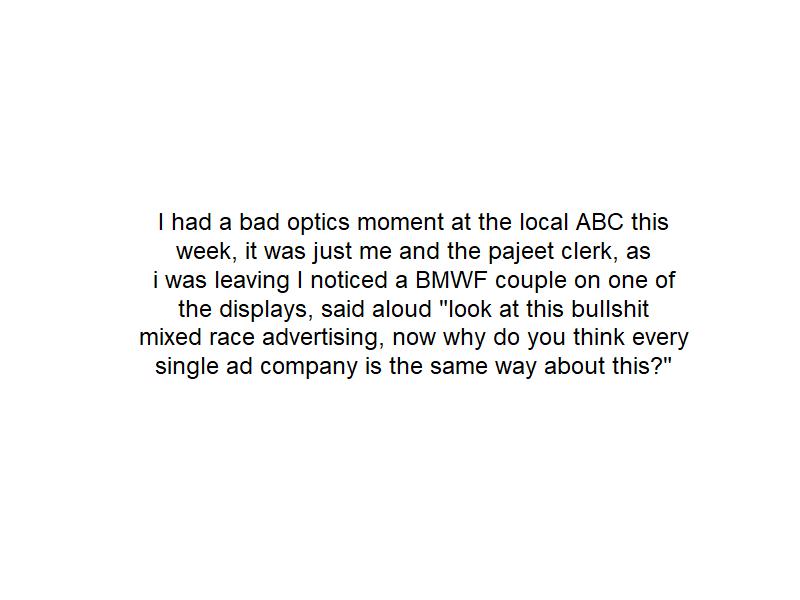 I had a bad optics moment at the local ABC this
week, it was just me and the pajeet clerk, as
i was leaving I noticed a BMWF couple on one of
the displays, said aloud "look at this bullshit
mixed race advertising, now why do you think every
single ad company is the same way about this?"